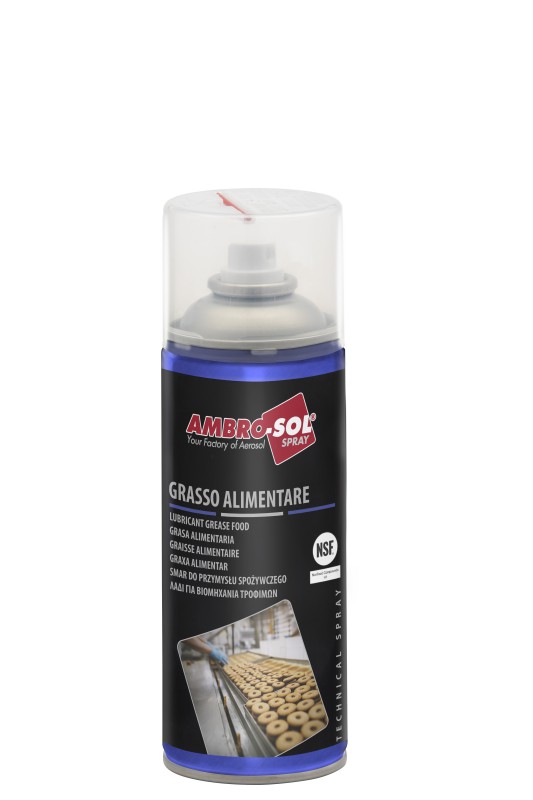 AMBRO-SOL®
SPRAY
Your Factory of Aerosol
GRASSO ALIMENTARE
LUBRICANT GREASE FOOD
GRASA ALIMENTARIA
GRAISSE ALIMENTAIRE
GRAXA ALIMENTAR
SMAR DO PRZEMYSŁU SPOŻYWCZEGO
ΛΑΔΙ ΓΙΑ ΒΙΟΜΗΧΑΝΙΑ ΤΡΟΦΙΜΩΝ
NSF
TECHNICAL SPRAY